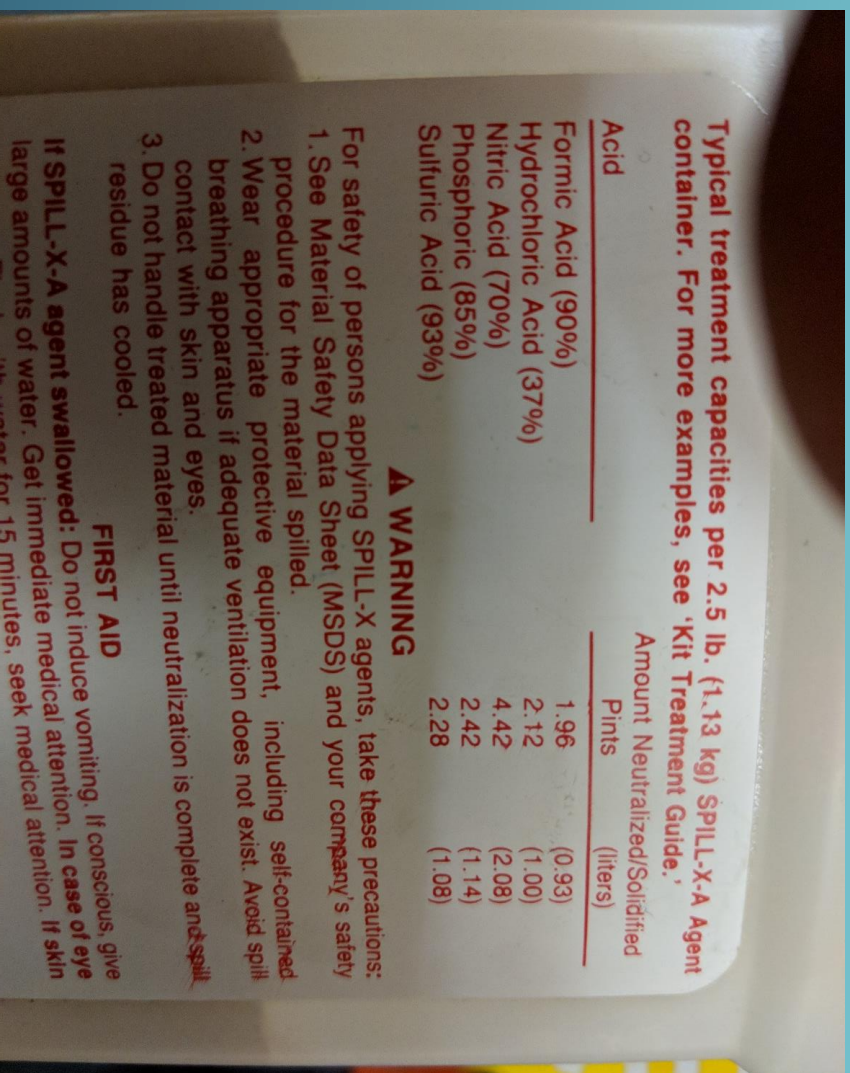 Typical treatment capacities per 2.5 lb. (1.13 kg) SPILL-X-A Agent
container. For more examples, see 'Kit Treatment Guide.'
Amount Neutralized/Solidified
Acid Pints (liters)
Formic Acid (90%) 1.96 (0.93)
Hydrochloric Acid (37%) 2.12 (1.00)
Nitric Acid (70%) 4.42 (2.08)
Phosphoric (85%) 2.42 (1.14)
Sulfuric Acid (93%) 2.28 (1.08)
WARNING
For safety of persons applying SPILL-X agents, take these precautions:
1. See Material Safety Data Sheet (MSDS) and your company's safety
procedure for the material spilled.
2. Wear appropriate protective equipment, including self-contained
breathing apparatus if adequate ventilation does not exist. Avoid spill
contact with skin and eyes.
3. Do not handle treated material until neutralization is complete and spill
residue has cooled.
FIRST AID
If SPILL-X-A agent swallowed: Do not induce vomiting. If conscious, give
large amounts of water. Get immediate medical attention. In case of eye
water for 15 minutes, seek medical attention. If skin